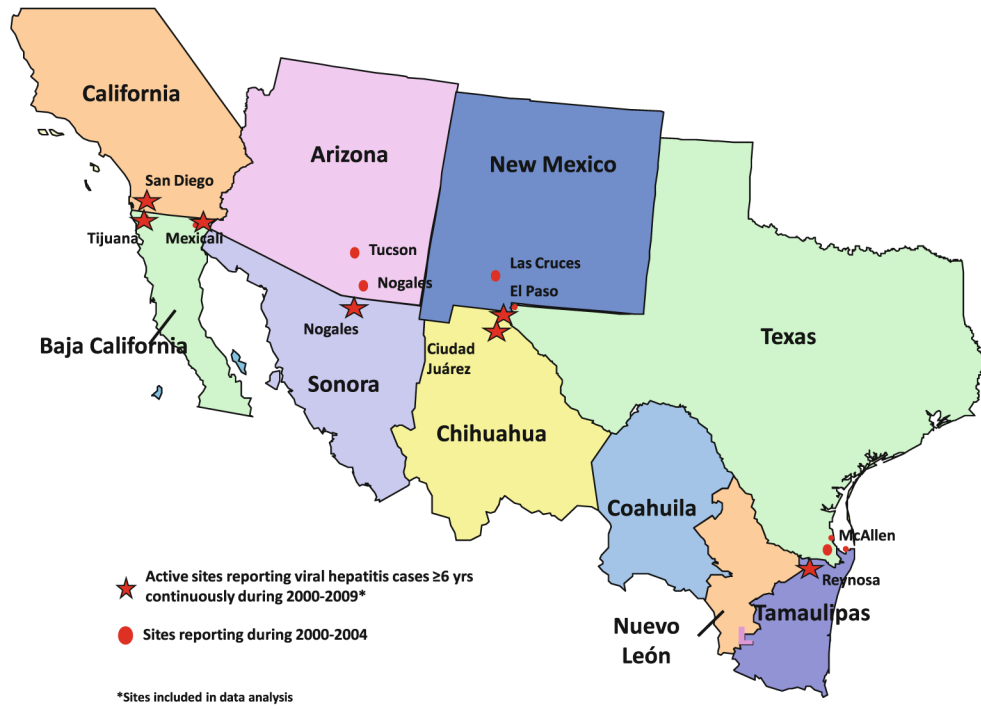 California
Arizona
New Mexico
San Diego
Tijuana
Mexicall
Tucson
Nogales
Las Cruces
El Paso
Nogales
Ciudad
Juárez
Baja California
Sonora
Chihuahua
Texas
Coahuila
McAllen
Reynosa
Tamaulipas
Nuevo
León
L
Active sites reporting viral hepatitis cases ≥6 yrs
continuously during 2000-2009*
Sites reporting during 2000-2004
*Sites included in data analysis